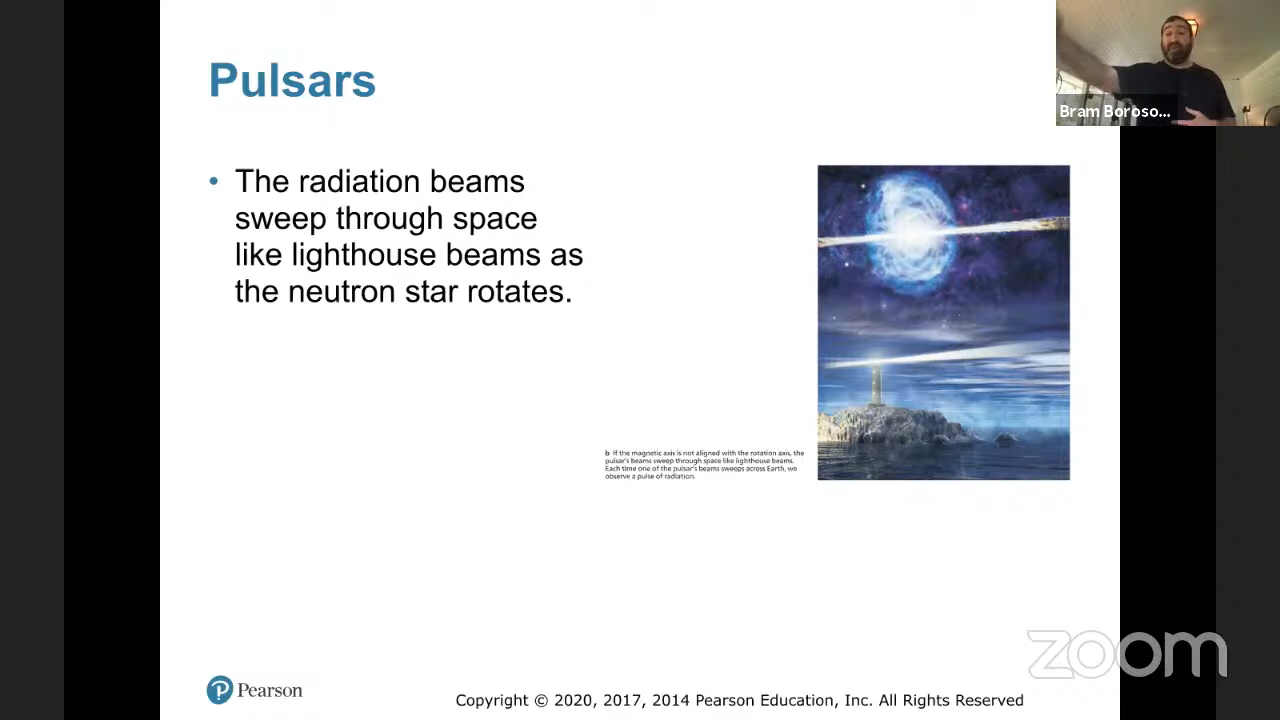 Pulsars
Bram Boroso...
• The radiation beams
sweep through space
like lighthouse beams as
the neutron star rotates.
b If the magnetic axis is not aligned with the rotation axis, the
pulsar's beams sweep through space like lighthouse beams.
Each time one of the pulsar's beams sweeps across Earth, we
observe a pulse of radiation.
zoom
Pearson
Copyright © 2020, 2017, 2014 Pearson Education, Inc. All Rights Reserved